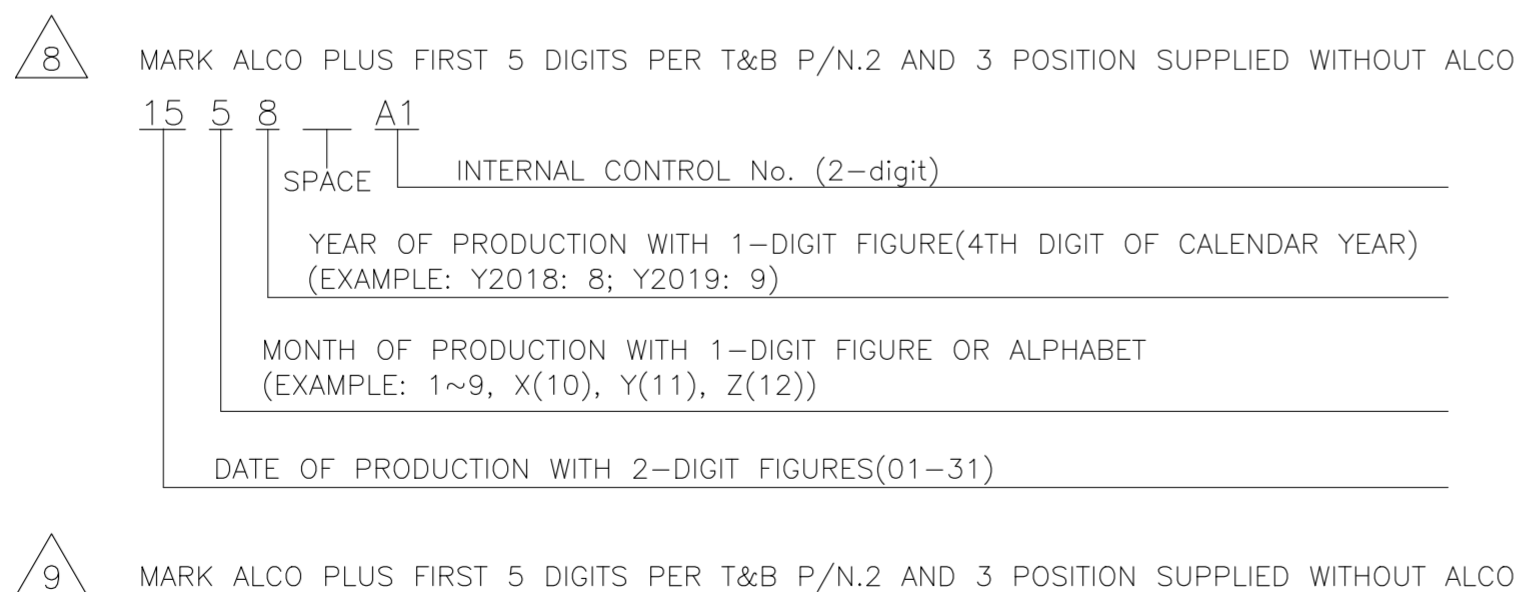 8
MARK ALCO PLUS FIRST 5 DIGITS PER T&B P/N.2 AND 3 POSITION SUPPLIED WITHOUT ALCO
15 5 8 A1
SPACE
INTERNAL CONTROL No. (2-digit)
YEAR OF PRODUCTION WITH 1-DIGIT FIGURE(4TH DIGIT OF CALENDAR YEAR)
(EXAMPLE: Y2018: 8; Y2019: 9)
MONTH OF PRODUCTION WITH 1-DIGIT FIGURE OR ALPHABET
(EXAMPLE: 1~9, X(10), Y(11), Z(12))
DATE OF PRODUCTION WITH 2-DIGIT FIGURES(01-31)
9
MARK ALCO PLUS FIRST 5 DIGITS PER T&B P/N.2 AND 3 POSITION SUPPLIED WITHOUT ALCO